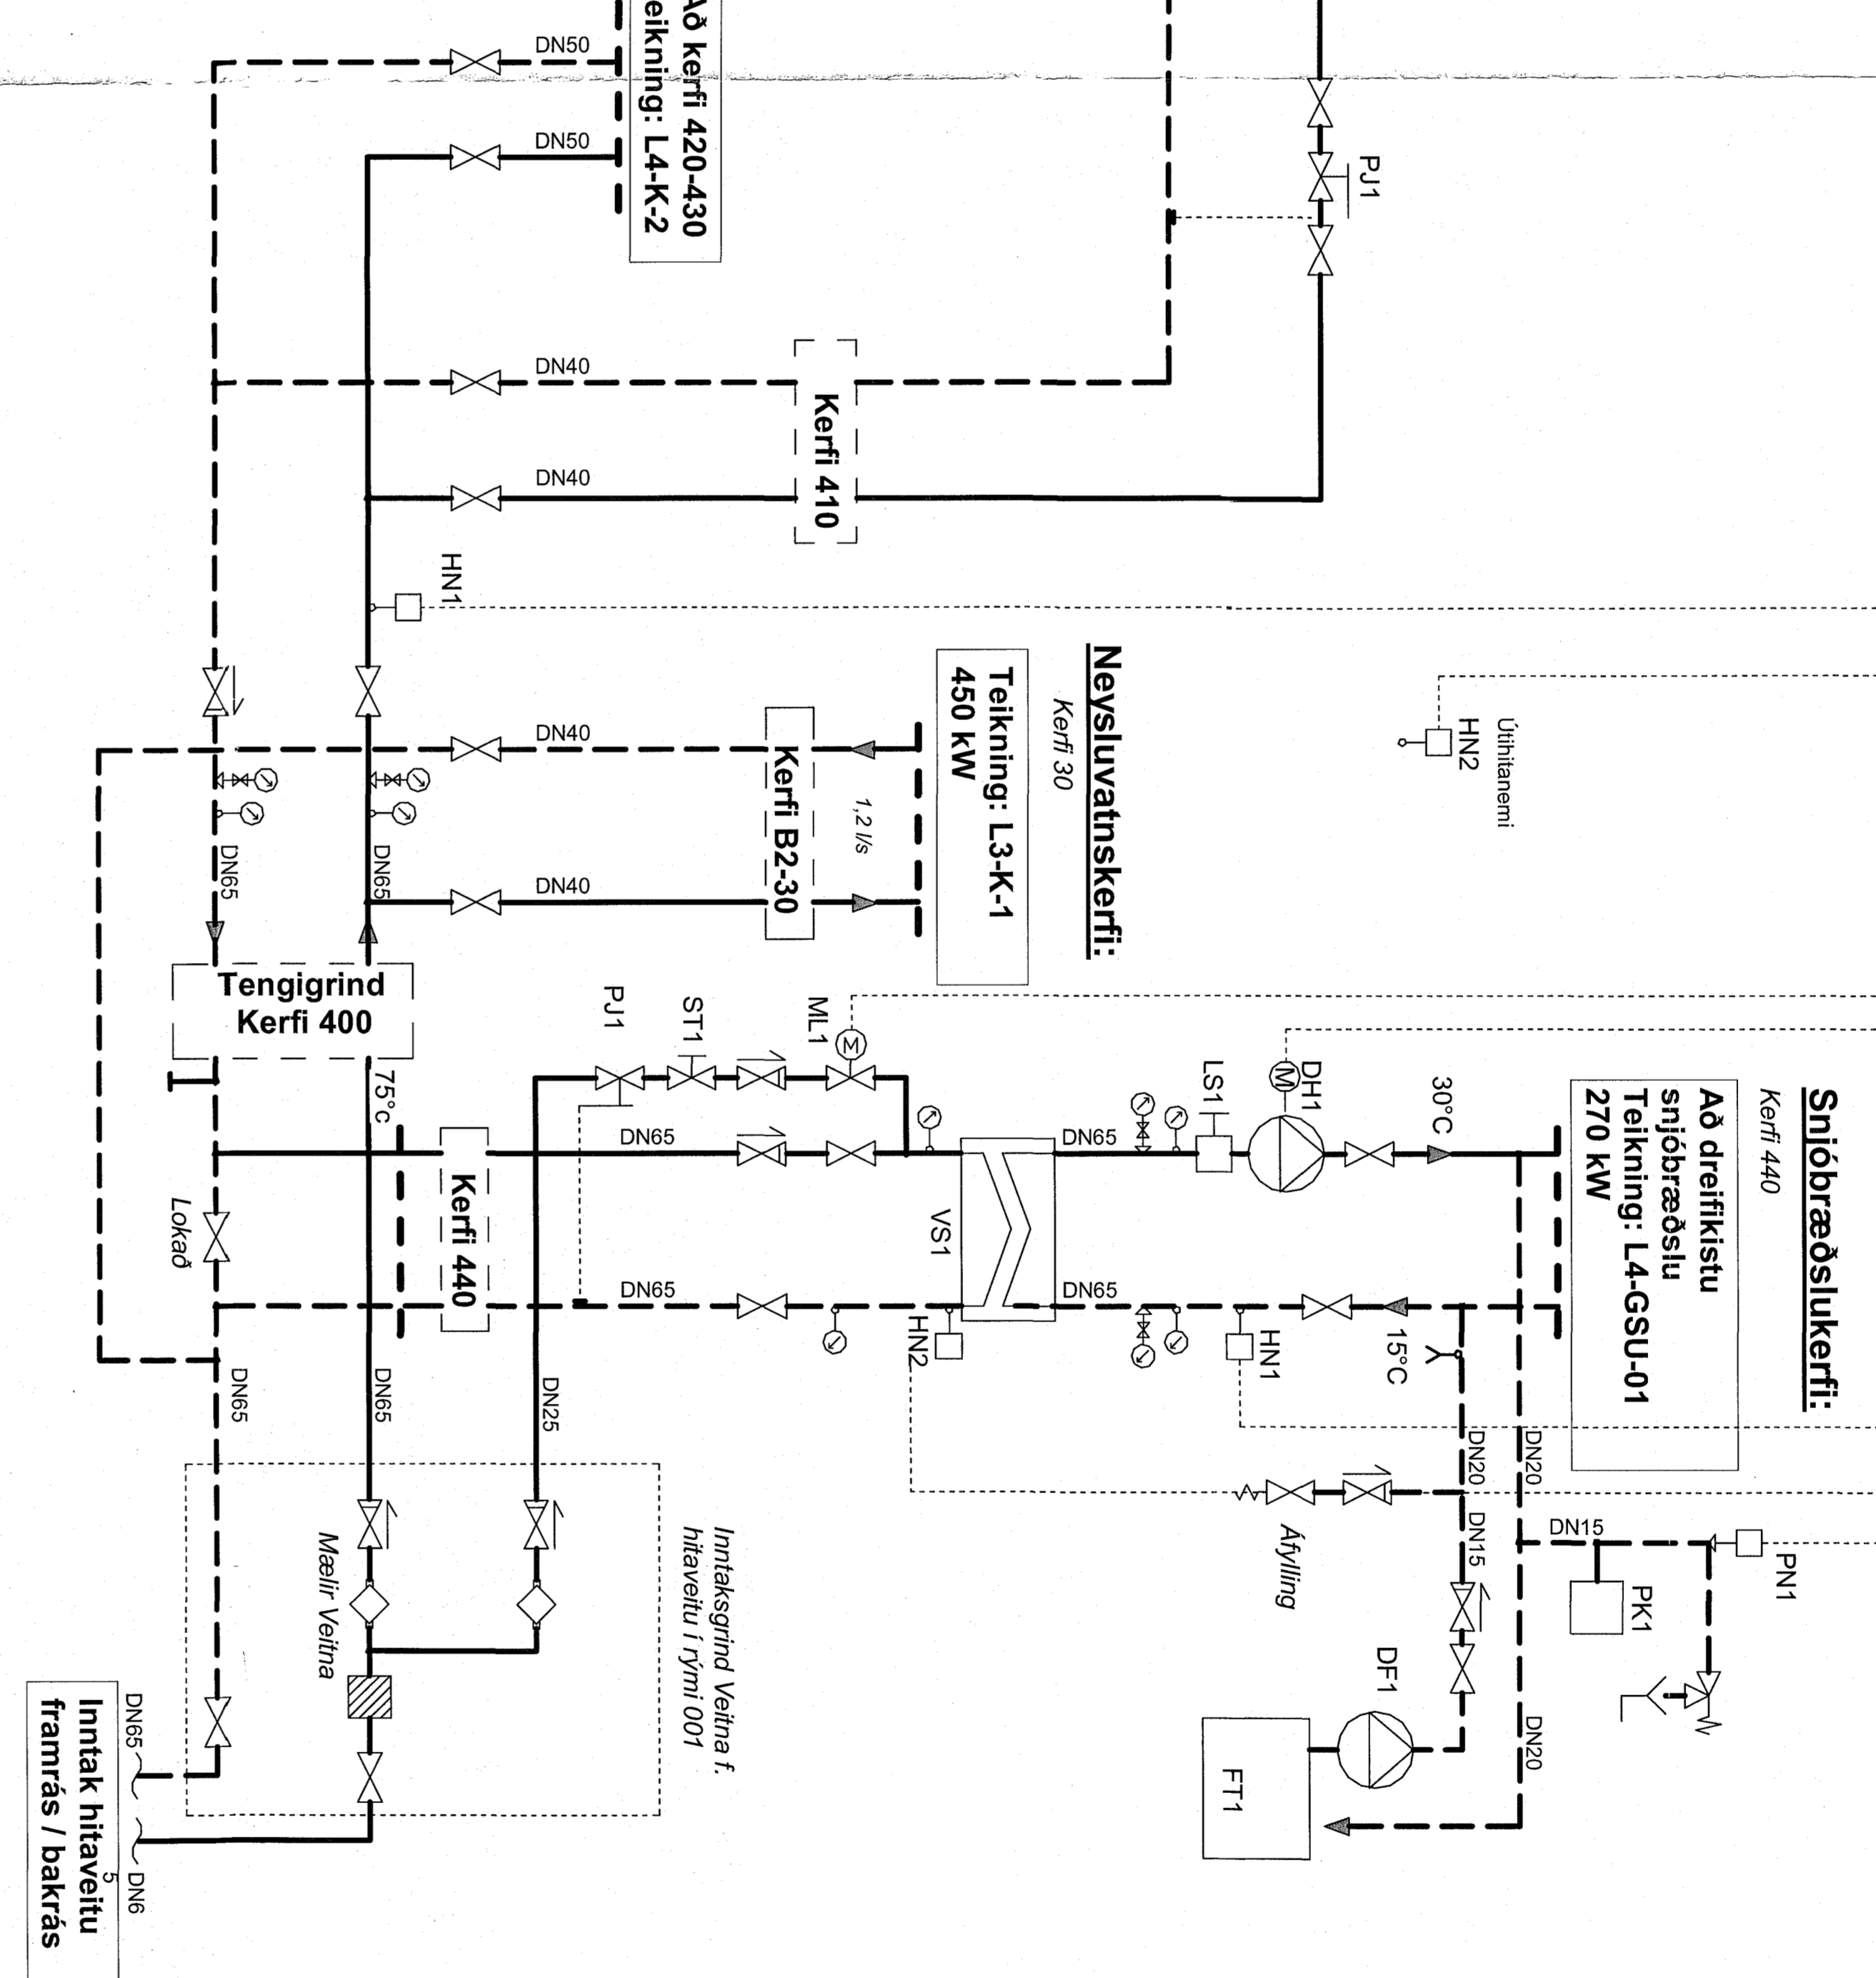 DN50
DN50
Að kerfi 420-430
eikning: L4-K-2
PJ1
DN40
DN40
Kerfi 410
HN1
Neysluvatnskerfi:
Kerfi 30
Teikning: L3-K-1
450 kW
Útihitanemi
HN2
DN40
Kerfi B2-30
1,2 l/s
DN40
DN65
DN65
Tengigrind
Kerfi 400
75°c
PJ1
ST1
ML1
DN65
DN65
Kerfi 440
Lokað
VS1
HN2
DN65
DN65
LS1
DH1
30°C
HN1
15°C
Snjóbræðslukerfi:
Kerfi 440
Að dreifikistu
snjóbræðslu
Teikning: L4-GSU-01
270 kW
DN65
DN65
DN25
DN20
DN20
DN15
DN15
PN1
PK1
Áfylling
DF1
FT1
DN20
Inntaksgrind Veitna f.
hitaveitu í rými 001
Mælir Veitna
DN65
DN6
5
Inntak hitaveitu
framrás / bakrás